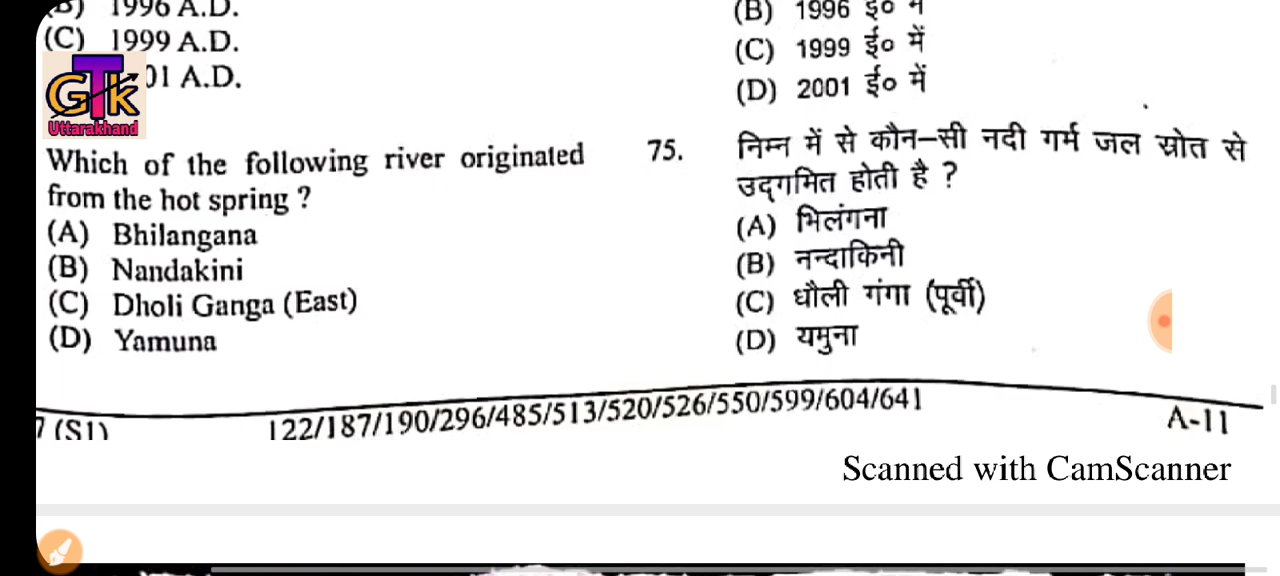 (B) 1996 A.D.
(C) 1999 A.D.
01 A.D.
GTK
Uttarakhand
Which of the following river originated
from the hot spring ?
(A) Bhilangana
(B) Nandakini
(C) Dholi Ganga (East)
(D) Yamuna
(B) 1996 ई० में
(C) 1999 ई० में
(D) 2001 ई० में
75. निम्न में से कौन-सी नदी गर्म जल स्रोत से
उद्गमित होती है ?
(A) भिलंगना
(B) नन्दाकिनी
(C) धौली गंगा (पूर्वी)
(D) यमुना
7 (S1) 122/187/190/296/485/513/520/526/550/599/604/641 A-11
Scanned with CamScanner